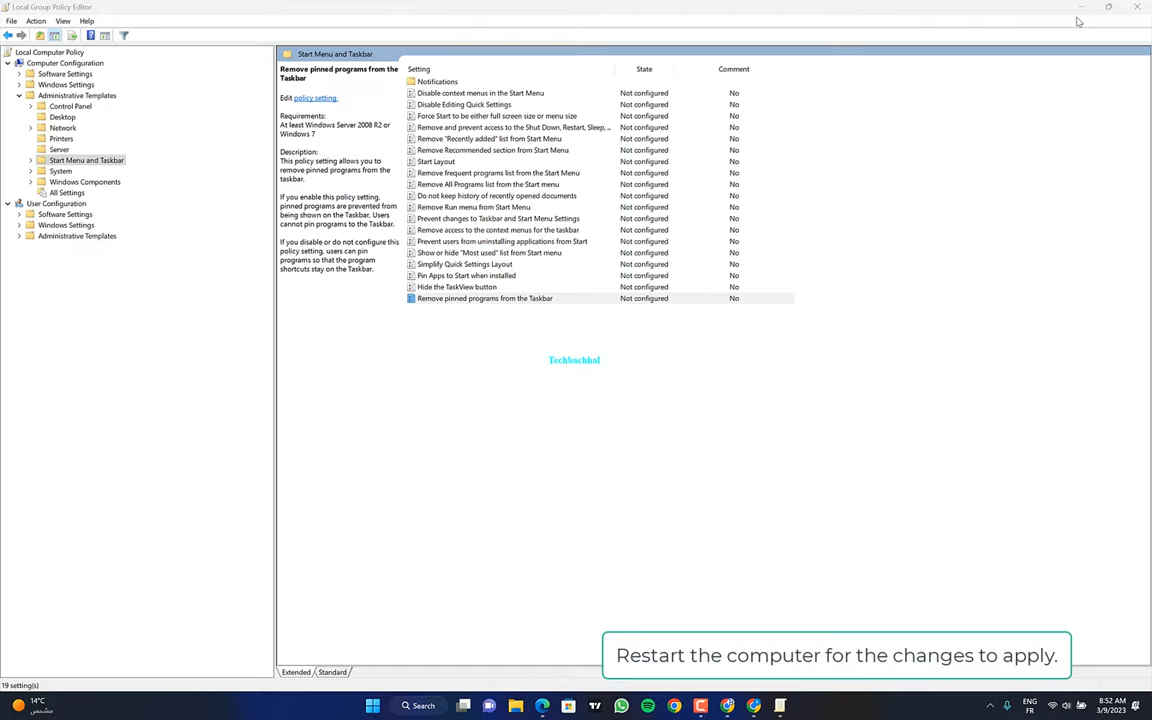 Local Group Policy Editor
File Action View Help
Local Computer Policy
Computer Configuration
Software Settings
Windows Settings
Administrative Templates
Control Panel
Desktop
Network
Printers
Server
Start Menu and Taskbar
System
Windows Components
All Settings
User Configuration
Software Settings
Windows Settings
Administrative Templates
Start Menu and Taskbar
Remove pinned programs from the
Taskbar
Edit policy setting.
Requirements:
At least Windows Server 2008 R2 or
Windows 7
Description:
This policy setting allows you to
remove pinned programs from the
taskbar.
If you enable this policy setting,
pinned programs are prevented from
being shown on the Taskbar. Users
cannot pin programs to the Taskbar.
If you disable or do not configure this
policy setting, users can pin
programs so that the program
shortcuts stay on the Taskbar.
Setting State Comment
Notifications
Disable context menus in the Start Menu Not configured No
Disable Editing Quick Settings Not configured No
Force Start to be either full screen size or menu size Not configured No
Remove and prevent access to the Shut Down, Restart, Sleep, ... Not configured No
Remove "Recently added" list from Start Menu Not configured No
Remove Recommended section from Start Menu Not configured No
Start Layout Not configured No
Remove frequent programs list from the Start Menu Not configured No
Remove All Programs list from the Start menu Not configured No
Do not keep history of recently opened documents Not configured No
Remove Run menu from Start Menu Not configured No
Prevent changes to Taskbar and Start Menu Settings Not configured No
Remove access to the context menus for the taskbar Not configured No
Prevent users from uninstalling applications from Start Not configured No
Show or hide "Most used" list from Start menu Not configured No
Simplify Quick Settings Layout Not configured No
Pin Apps to Start when installed Not configured No
Hide the TaskView button Not configured No
Remove pinned programs from the Taskbar Not configured No
Techbachhal
Restart the computer for the changes to apply.
Extended Standard
19 setting(s)
14°C
مشمس
Search
ENG
FR
8:52 AM
3/9/2023